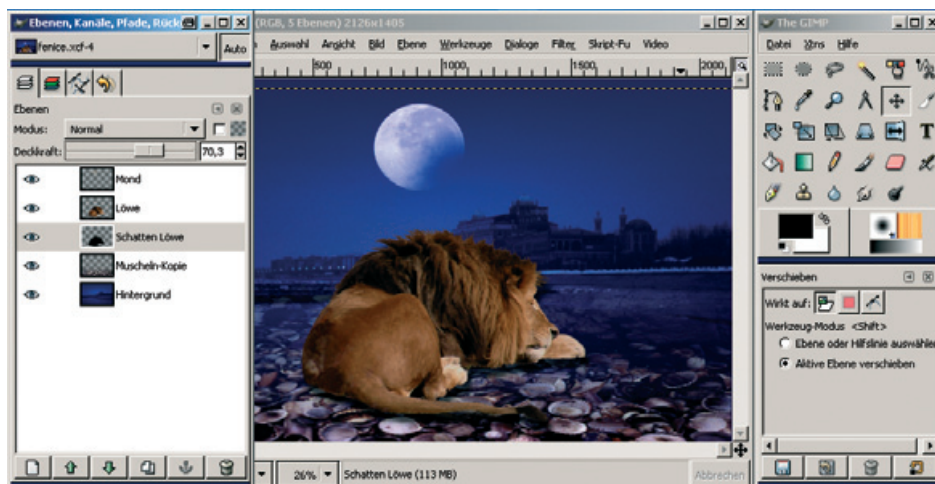 Ebenen, Kanäle, Pfade, Rück
fenice.xcf-4
Auto
Ebenen
Modus: Normal
Deckkraft: 70,3
Mond
Löwe
Schatten Löwe
Muscheln-Kopie
Hintergrund
(RGB, 5 Ebenen) 2126x1405
Auswahl Ansicht Bild Ebene Werkzeuge Dialoge Filter Skript-Fu Video
500 1000 1500 2000
26% Schatten Löwe (113 MB) Abbrechen
The GIMP
Datei Xtns Hilfe
Verschieben
Wirkt auf:
Werkzeug-Modus <Shift>
Ebene oder Hilfslinie auswähle
Aktive Ebene verschieben